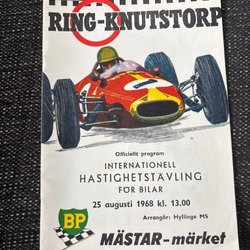 RING-KNUTSTORP
2
Officiellt program
INTERNATIONELL
HASTIGHETSTÄVLING
FÖR BILAR
25 augusti 1968 kl. 13.00
Arrangör: Hyllinge MS
BP
MÄSTAR-märket